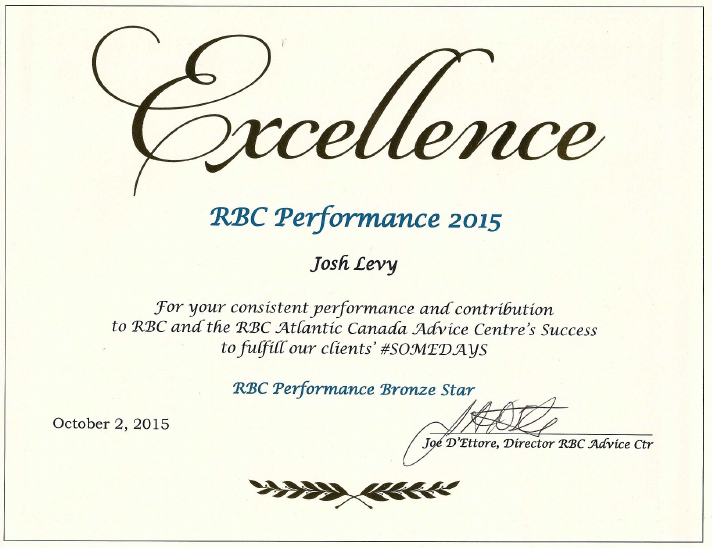 Excellence
RBC Performance 2015
Josh Levy
For your consistent performance and contribution
to RBC and the RBC Atlantic Canada Advice Centre's Success
to fulfill our clients' #SOMEDAYS
RBC Performance Bronze Star
October 2, 2015
Joe D'Ettore, Director RBC Advice Ctr